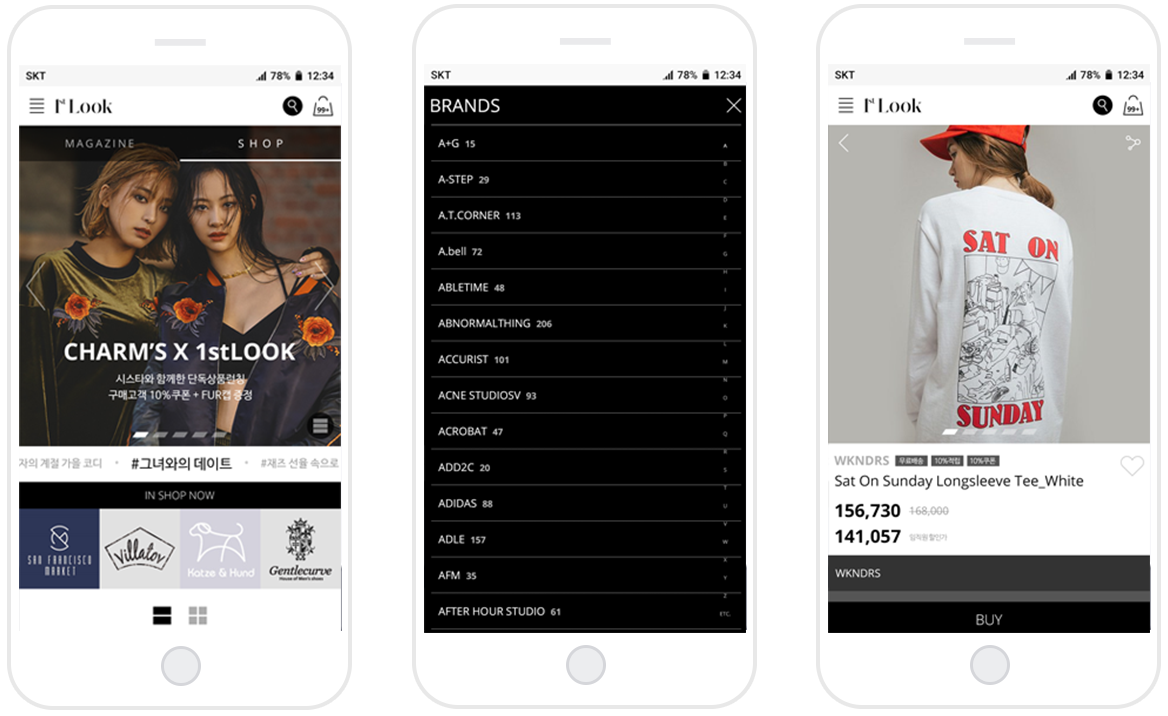 SKT
78%
12:34
1st Look
99+
MAGAZINE
SHOP
CHARM'S X 1stLOOK
시스타와 함께한 단독상품런칭
구매고객 10%쿠폰 + FUR캡 증정
자의 계절 가을 코디
#그녀와의 데이트
#재즈 선율 속으로
IN SHOP NOW
SAN FRANCISCO
MARKET
Villatov
Katze & Hund
Gentlecurve
House of Men's shoes
SKT
78%
12:34
BRANDS
A+G 15
A-STEP 29
A.T.CORNER 113
A.bell 72
ABLETIME 48
ABNORMALTHING 206
ACCURIST 101
ACNE STUDIOSV 93
ACROBAT 47
ADD2C 20
ADIDAS 88
ADLE 157
AFM 35
AFTER HOUR STUDIO 61
A
B
C
D
E
F
G
H
I
J
K
L
M
N
O
P
Q
R
S
T
U
V
W
X
Y
Z
ETC.
SKT
78%
12:34
1st Look
99+
SAT ON
SUNDAY
WKNDRS 무료배송 10%적립 10%쿠폰
Sat On Sunday Longsleeve Tee_White
156,730 168,000
141,057 임직원할인가
WKNDRS
BUY